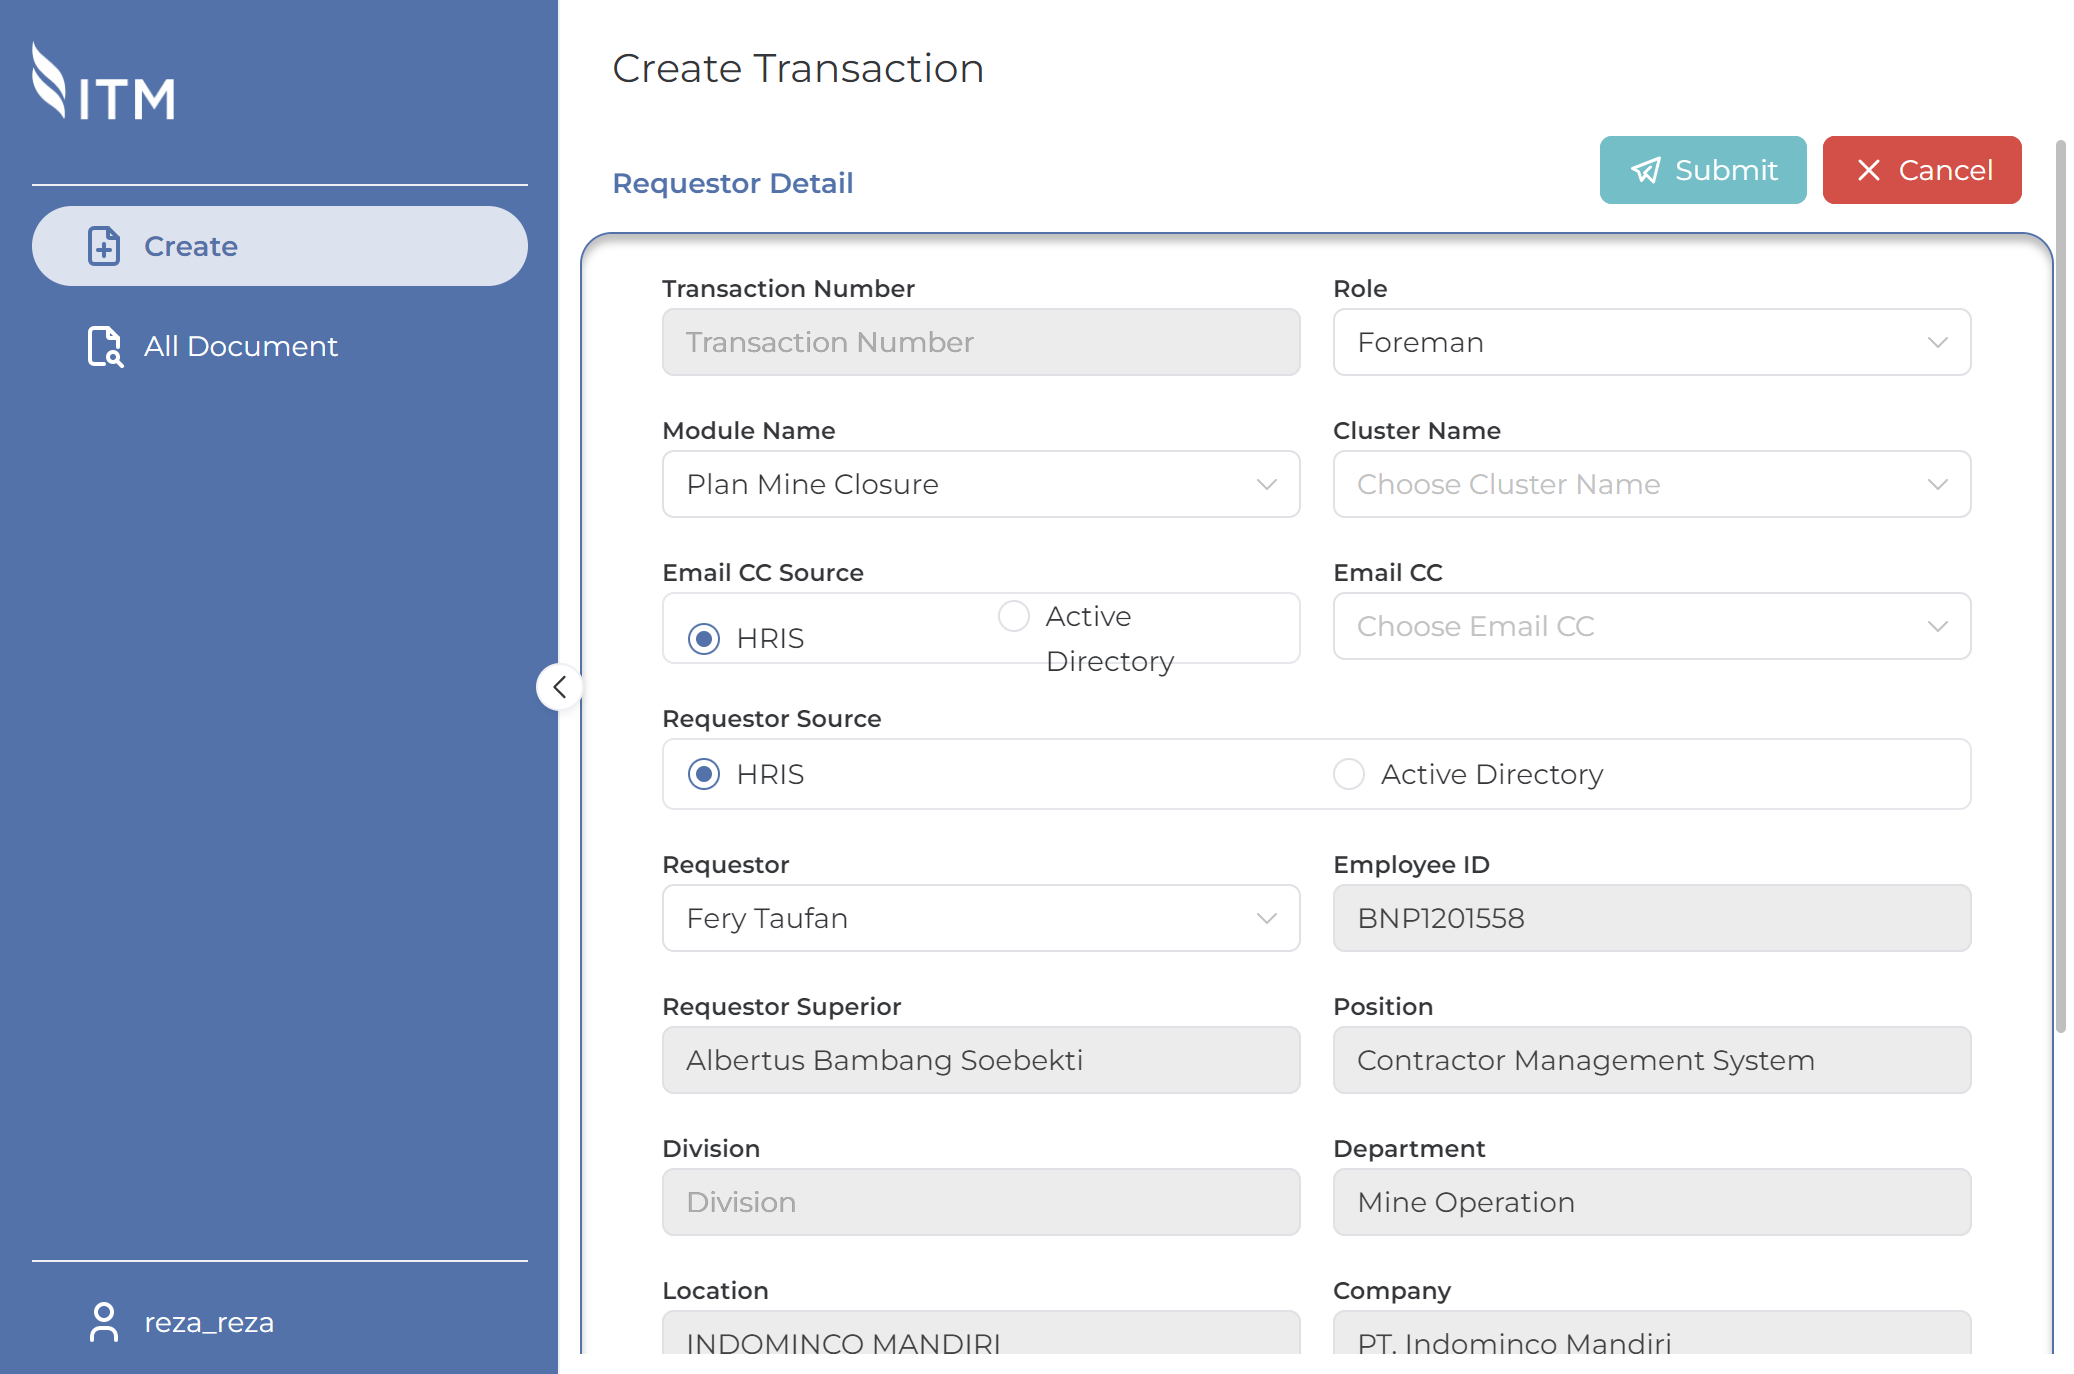 ITM
Create
All Document
reza_reza
Create Transaction
Requestor Detail
Submit
Cancel
Transaction Number
Transaction Number
Role
Foreman
Module Name
Plan Mine Closure
Cluster Name
Choose Cluster Name
Email CC Source
HRIS
Active
Directory
Email CC
Choose Email CC
Requestor Source
HRIS
Active Directory
Requestor
Fery Taufan
Employee ID
BNP1201558
Requestor Superior
Albertus Bambang Soebekti
Position
Contractor Management System
Division
Division
Department
Mine Operation
Location
INDOMINCO MANDIRI
Company
PT. Indominco Mandiri